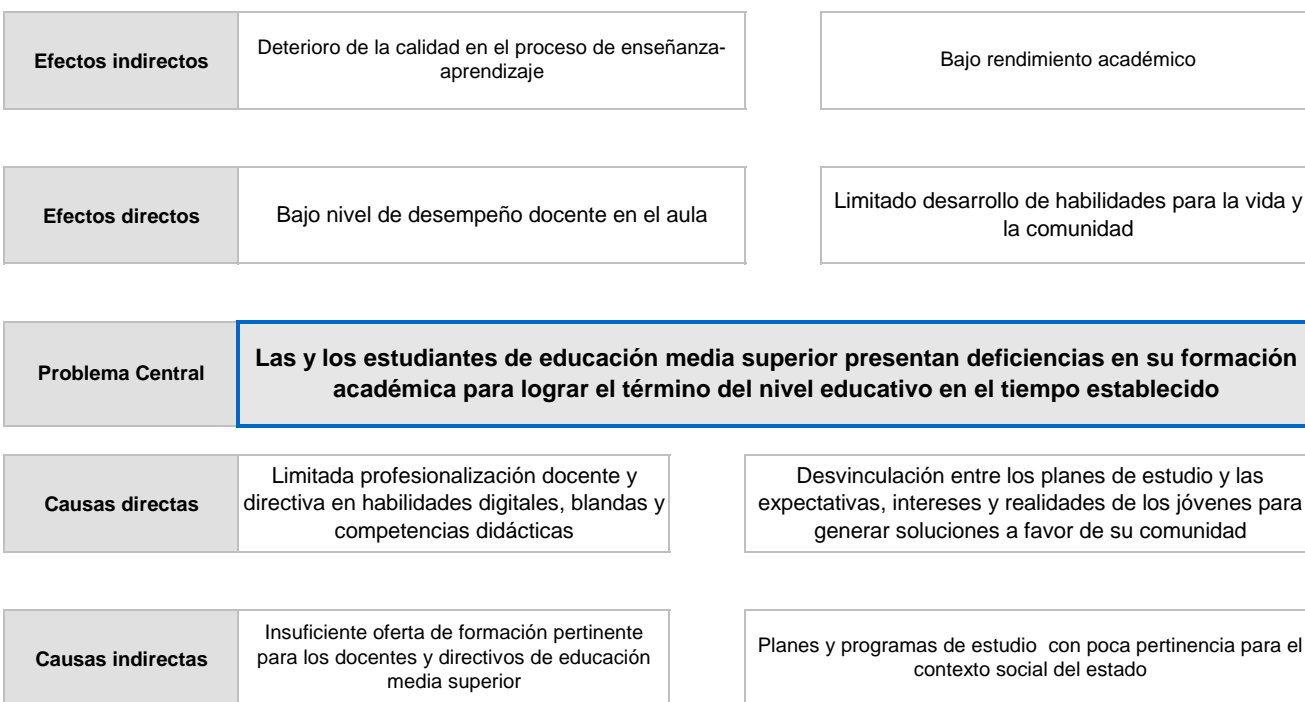 Efectos indirectos
Deterioro de la calidad en el proceso de enseñanza-
aprendizaje
Bajo rendimiento académico
Efectos directos
Bajo nivel de desempeño docente en el aula
Limitado desarrollo de habilidades para la vida y
la comunidad
Problema Central
Las y los estudiantes de educación media superior presentan deficiencias en su formación
académica para lograr el término del nivel educativo en el tiempo establecido
Causas directas
Limitada profesionalización docente y
directiva en habilidades digitales, blandas y
competencias didácticas
Desvinculación entre los planes de estudio y las
expectativas, intereses y realidades de los jóvenes para
generar soluciones a favor de su comunidad
Causas indirectas
Insuficiente oferta de formación pertinente
para los docentes y directivos de educación
media superior
Planes y programas de estudio  con poca pertinencia para el
contexto social del estado